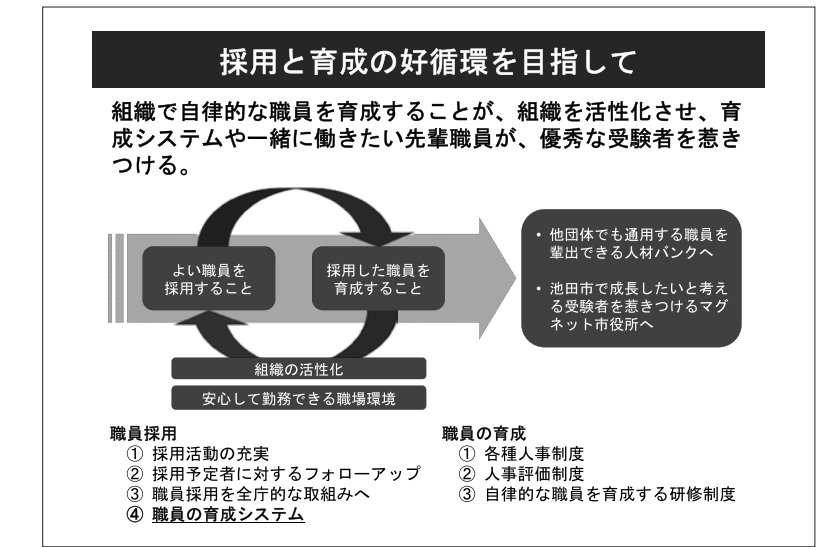 採用と育成の好循環を目指して
組織で自律的な職員を育成することが、組織を活性化させ、育
成システムや一緒に働きたい先輩職員が、優秀な受験者を惹き
つける。
よい職員を
採用すること
採用した職員を
育成すること
組織の活性化
安心して勤務できる職場環境
• 他団体でも通用する職員を
輩出できる人材バンクへ
• 池田市で成長したいと考え
る受験者を惹きつけるマグ
ネット市役所へ
職員採用
① 採用活動の充実
② 採用予定者に対するフォローアップ
③ 職員採用を全庁的な取組みへ
④ 職員の育成システム
職員の育成
① 各種人事制度
② 人事評価制度
③ 自律的な職員を育成する研修制度